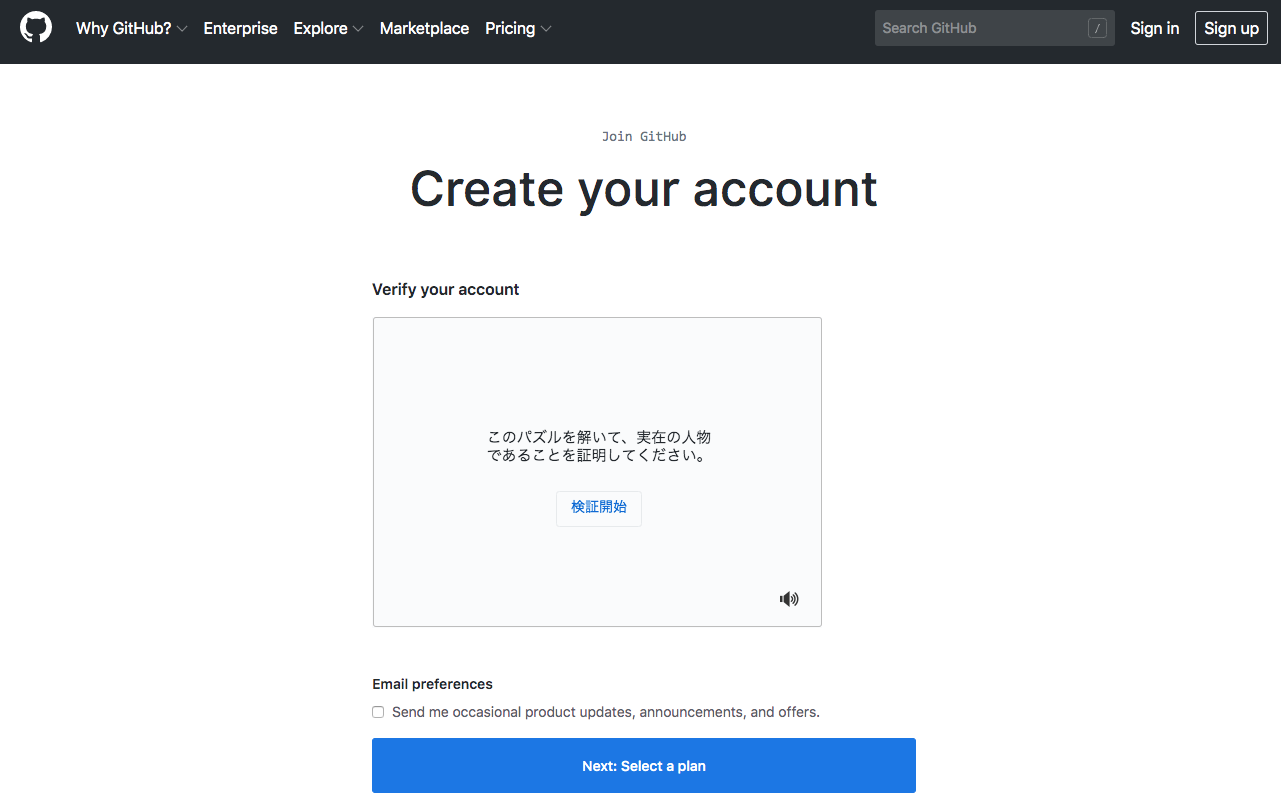 Why GitHub? Enterprise Explore Marketplace Pricing Search GitHub / Sign in Sign up
Join GitHub
Create your account
Verify your account
このパズルを解いて、実在の人物
であることを証明してください。
検証開始
Email preferences
Send me occasional product updates, announcements, and offers.
Next: Select a plan